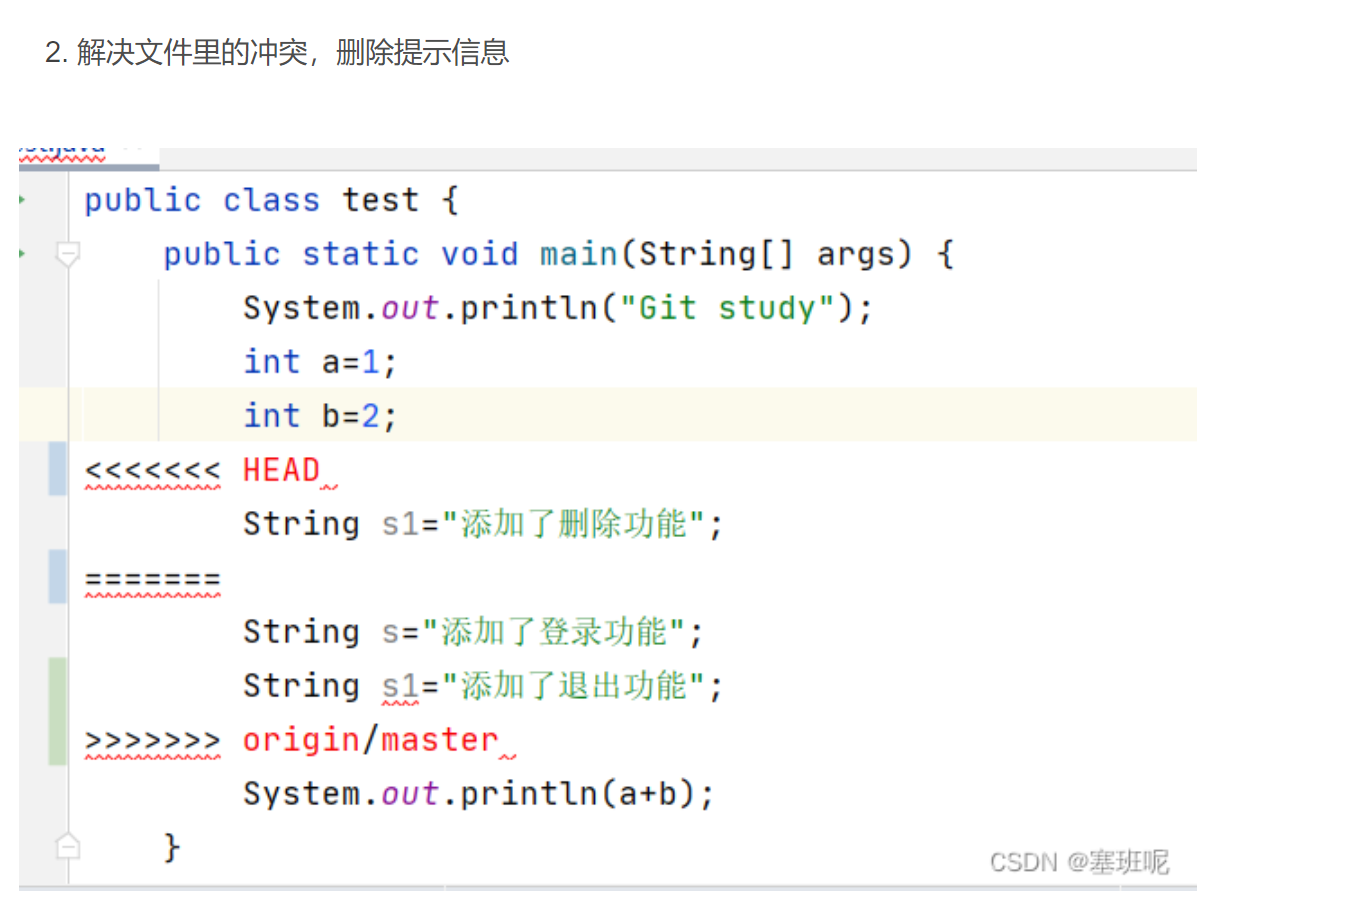 2. 解决文件里的冲突，删除提示信息
public class test {
public static void main(String[] args) {
System.out.println("Git study");
int a=1;
int b=2;
<<<<<<< HEAD
String s1="添加了删除功能";
=======
String s="添加了登录功能";
String s1="添加了退出功能";
>>>>>>> origin/master
System.out.println(a+b);
}
CSDN @塞班呢